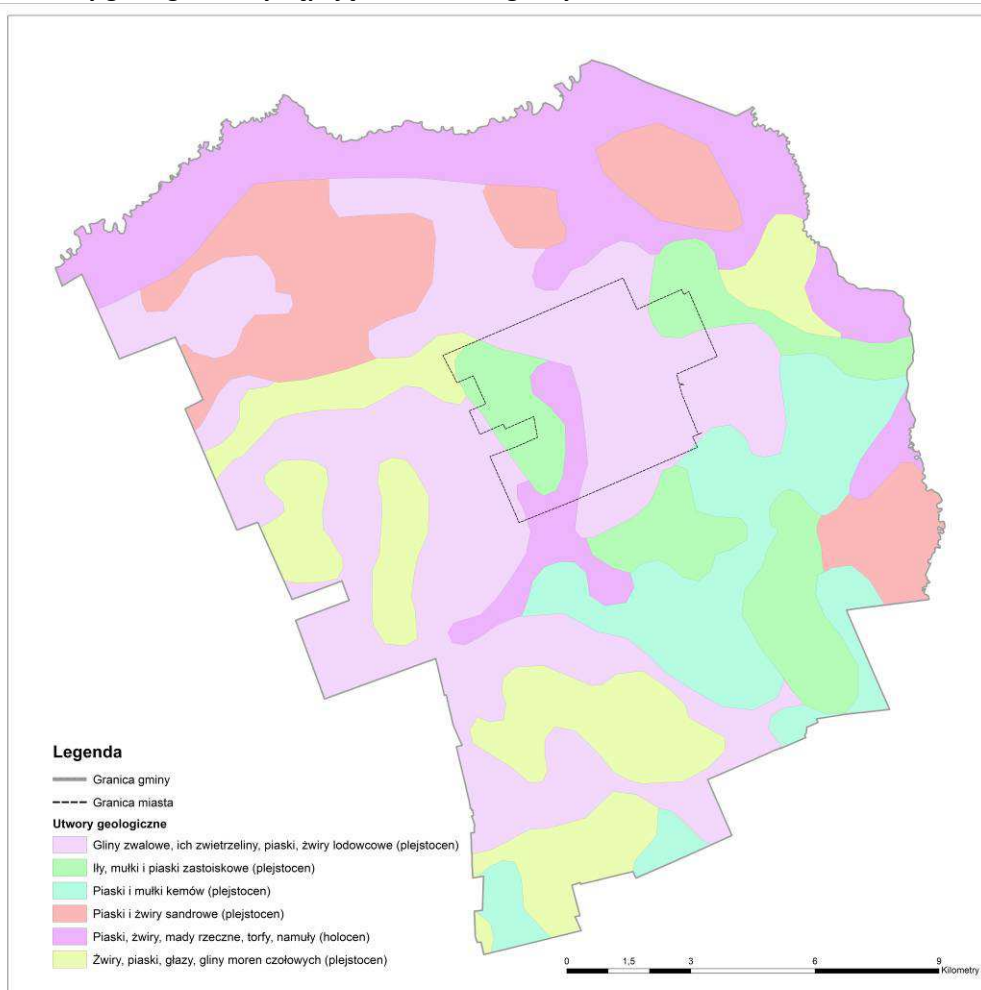 Legenda
Granica gminy
Granica miasta
Utwory geologiczne
Gliny zwałowe, ich zwietrzeliny, piaski, żwiry lodowcowe (plejstocen)
Iły, mułki i piaski zastoiskowe (plejstocen)
Piaski i mułki kemów (plejstocen)
Piaski i żwiry sandrowe (plejstocen)
Piaski, żwiry, mady rzeczne, torfy, namuły (holocen)
Żwiry, piaski, głazy, gliny moren czołowych (plejstocen)
0 1,5 3 6 9
Kilometry